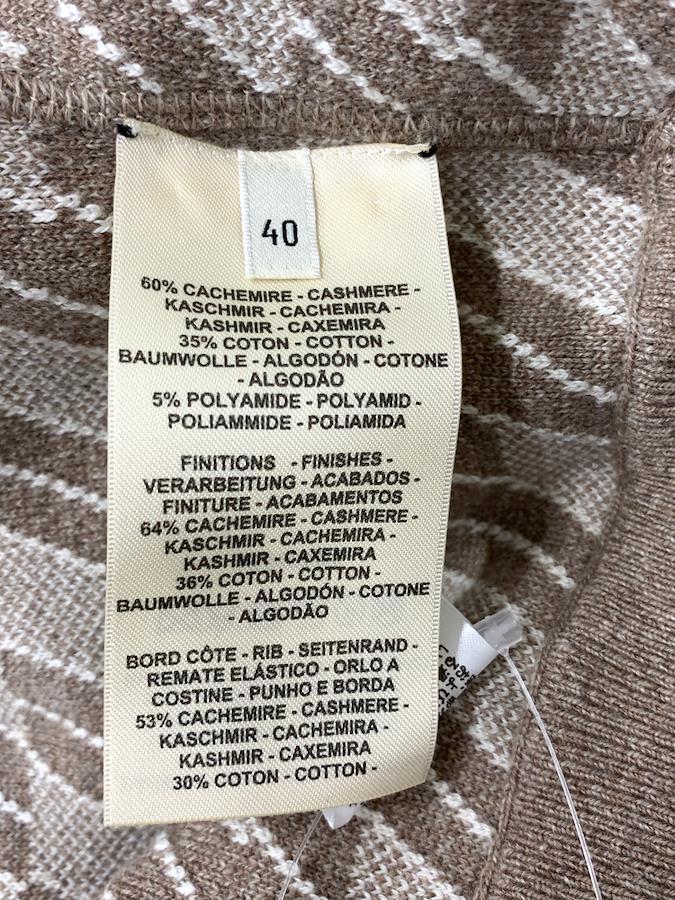 40
60% CACHEMIRE - CASHMERE -
KASCHMIR - CACHEMIRA -
KASHMIR - CAXEMIRA
35% COTON - COTTON -
BAUMWOLLE - ALGODÓN - COTONE
- ALGODÃO
5% POLYAMIDE - POLYAMID -
POLIAMMIDE - POLIAMIDA
FINITIONS - FINISHES -
VERARBEITUNG - ACABADOS -
FINITURE - ACABAMENTOS
64% CACHEMIRE - CASHMERE -
KASCHMIR - CACHEMIRA -
KASHMIR - CAXEMIRA
36% COTON - COTTON -
BAUMWOLLE - ALGODÓN - COTONE
- ALGODÃO
BORD CÔTE - RIB - SEITENRAND -
REMATE ELÁSTICO - ORLO A
COSTINE - PUNHO E BORDA
53% CACHEMIRE - CASHMERE -
KASCHMIR - CACHEMIRA -
KASHMIR - CAXEMIRA
30% COTON - COTTON -